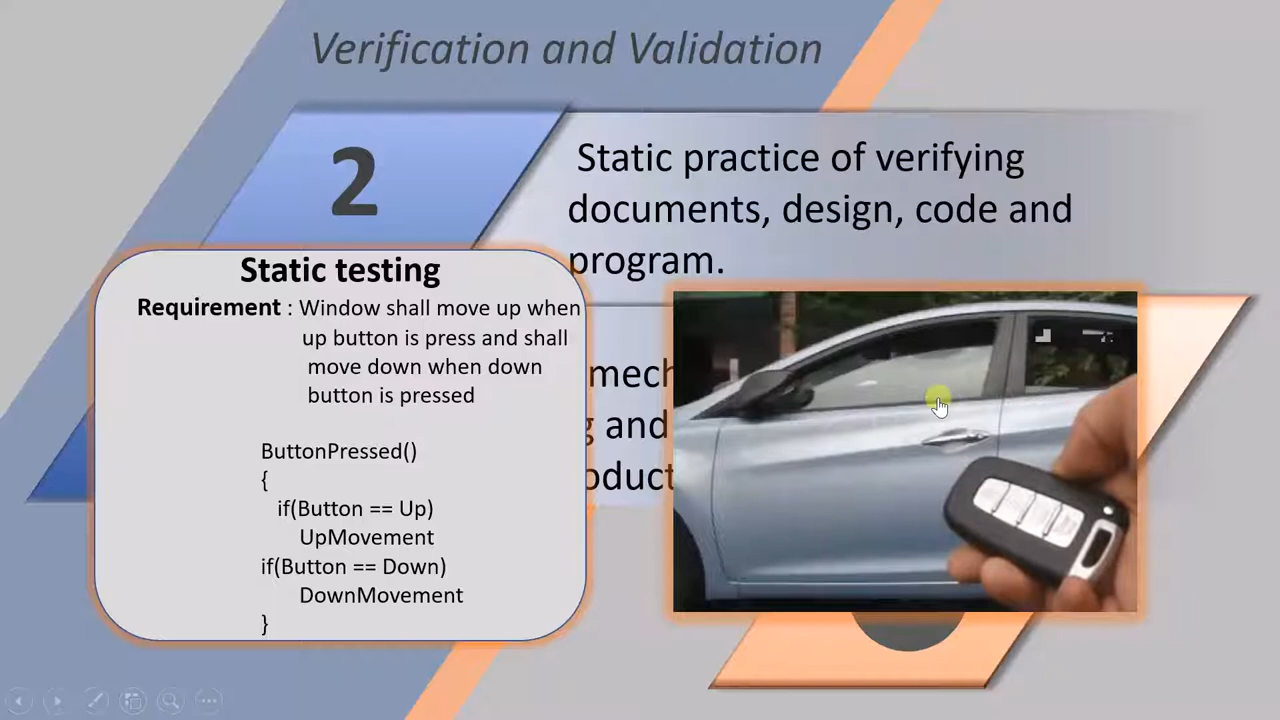 Verification and Validation
2
Static practice of verifying
documents, design, code and
program.
Static testing
Requirement : Window shall move up when
up button is press and shall
move down when down
button is pressed
ButtonPressed()
{
if(Button == Up)
UpMovement
if(Button == Down)
DownMovement
}
and